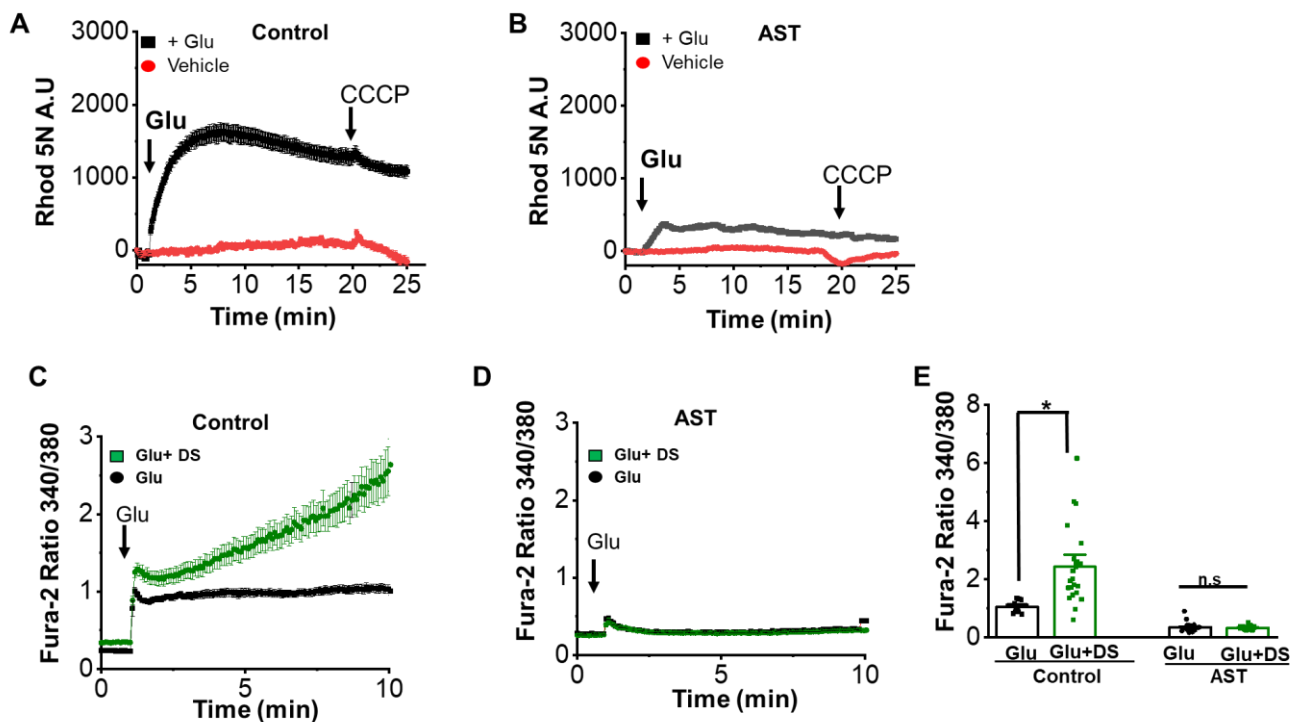 A
Control
3000
2000
1000
0
Rhod 5N A.U
+ Glu
Vehicle
Glu
CCCP
0 5 10 15 20 25
Time (min)
B
AST
3000
2000
1000
0
Rhod 5N A.U
+ Glu
Vehicle
Glu
CCCP
0 5 10 15 20 25
Time (min)
C
Control
3
2
1
0
Fura-2 Ratio 340/380
Glu+ DS
Glu
Glu
0 5 10
Time (min)
D
AST
3
2
1
0
Fura-2 Ratio 340/380
Glu+ DS
Glu
Glu
0 5 10
Time (min)
E
8
6
4
2
0
Fura-2 Ratio 340/380
*
n.s
Glu Glu+DS Glu Glu+DS
Control AST